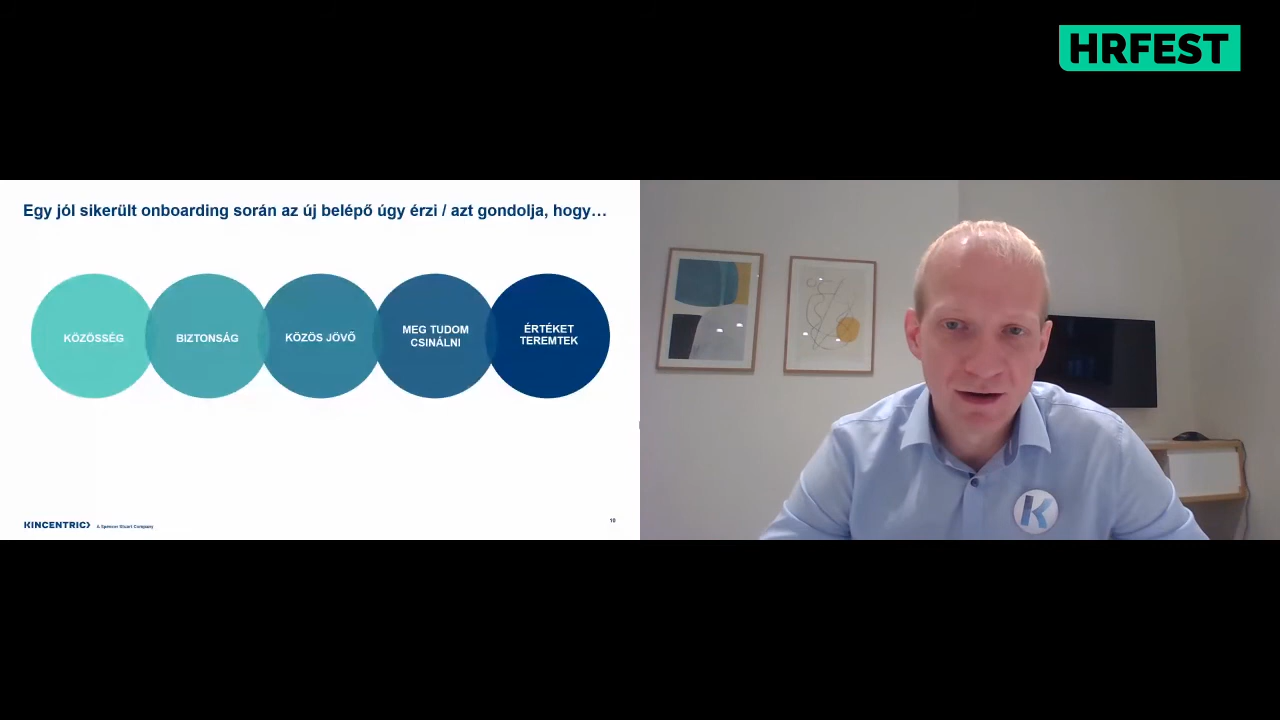 HRFEST
Egy jól sikerült onboarding során az új belépő úgy érzi / azt gondolja, hogy…
KÖZÖSSÉG
BIZTONSÁG
KÖZÖS JÖVŐ
MEG TUDOM
CSINÁLNI
ÉRTÉKET
TEREMTEK
KINCENTRIC> A Spencer Stuart Company
10
K